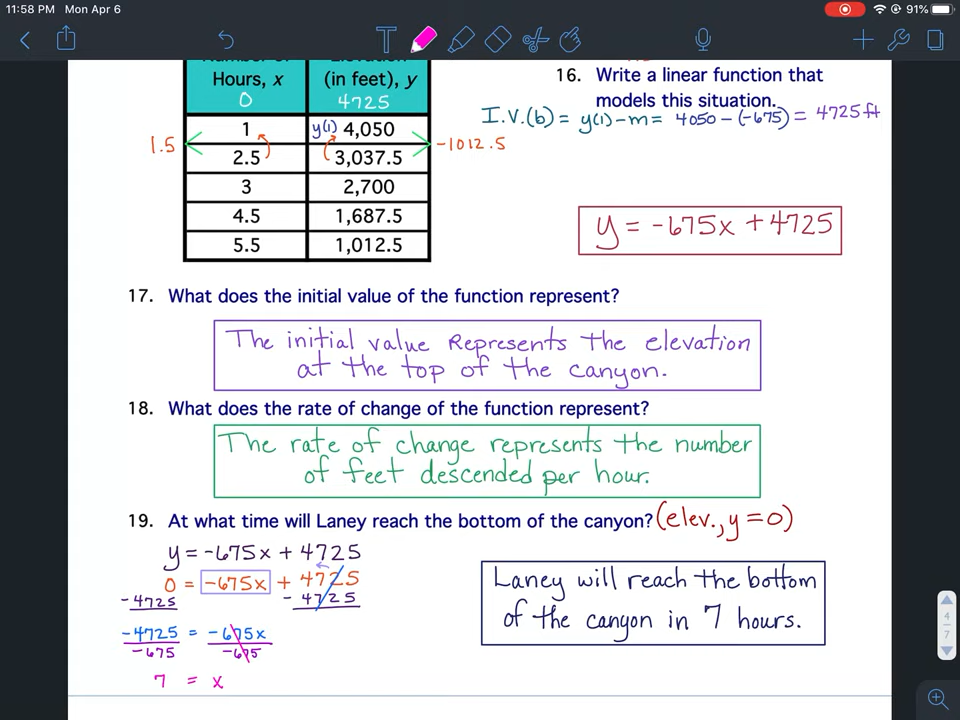 11:58 PM Mon Apr 6
91%
T
Hours, x
(in feet), y
0
4725
1
y(1) 4,050
2.5
3,037.5
3
2,700
4.5
1,687.5
5.5
1,012.5
1.5
-1012.5
16. Write a linear function that
models this situation.
I.V.(b) = y(1) - m = 4050 - (-675) = 4725 ft
y = -675x + 4725
17. What does the initial value of the function represent?
The initial value Represents the elevation
at the top of the canyon.
18. What does the rate of change of the function represent?
The rate of change represents the number
of feet descended per hour.
19. At what time will Laney reach the bottom of the canyon? (elev., y = 0)
y = -675x + 4725
0 = -675x + 4725
-4725 - 4725
-4725 = -675x
-675 -675
7 = x
Laney will reach the bottom
of the canyon in 7 hours.
4
7